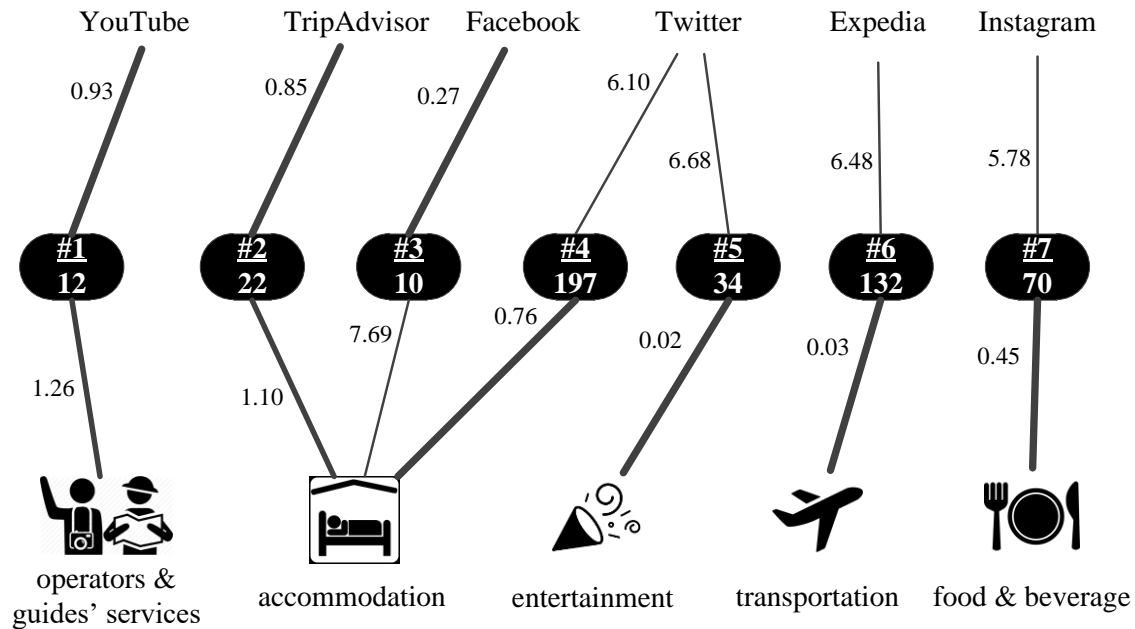 YouTube TripAdvisor Facebook Twitter Expedia Instagram
0.93 0.85 0.27 6.10 6.68 6.48 5.78
#1 #2 #3 #4 #5 #6 #7
12 22 10 197 34 132 70
1.26 1.10 7.69 0.76 0.02 0.03 0.45
operators &
guides’ services
accommodation
entertainment
transportation
food & beverage